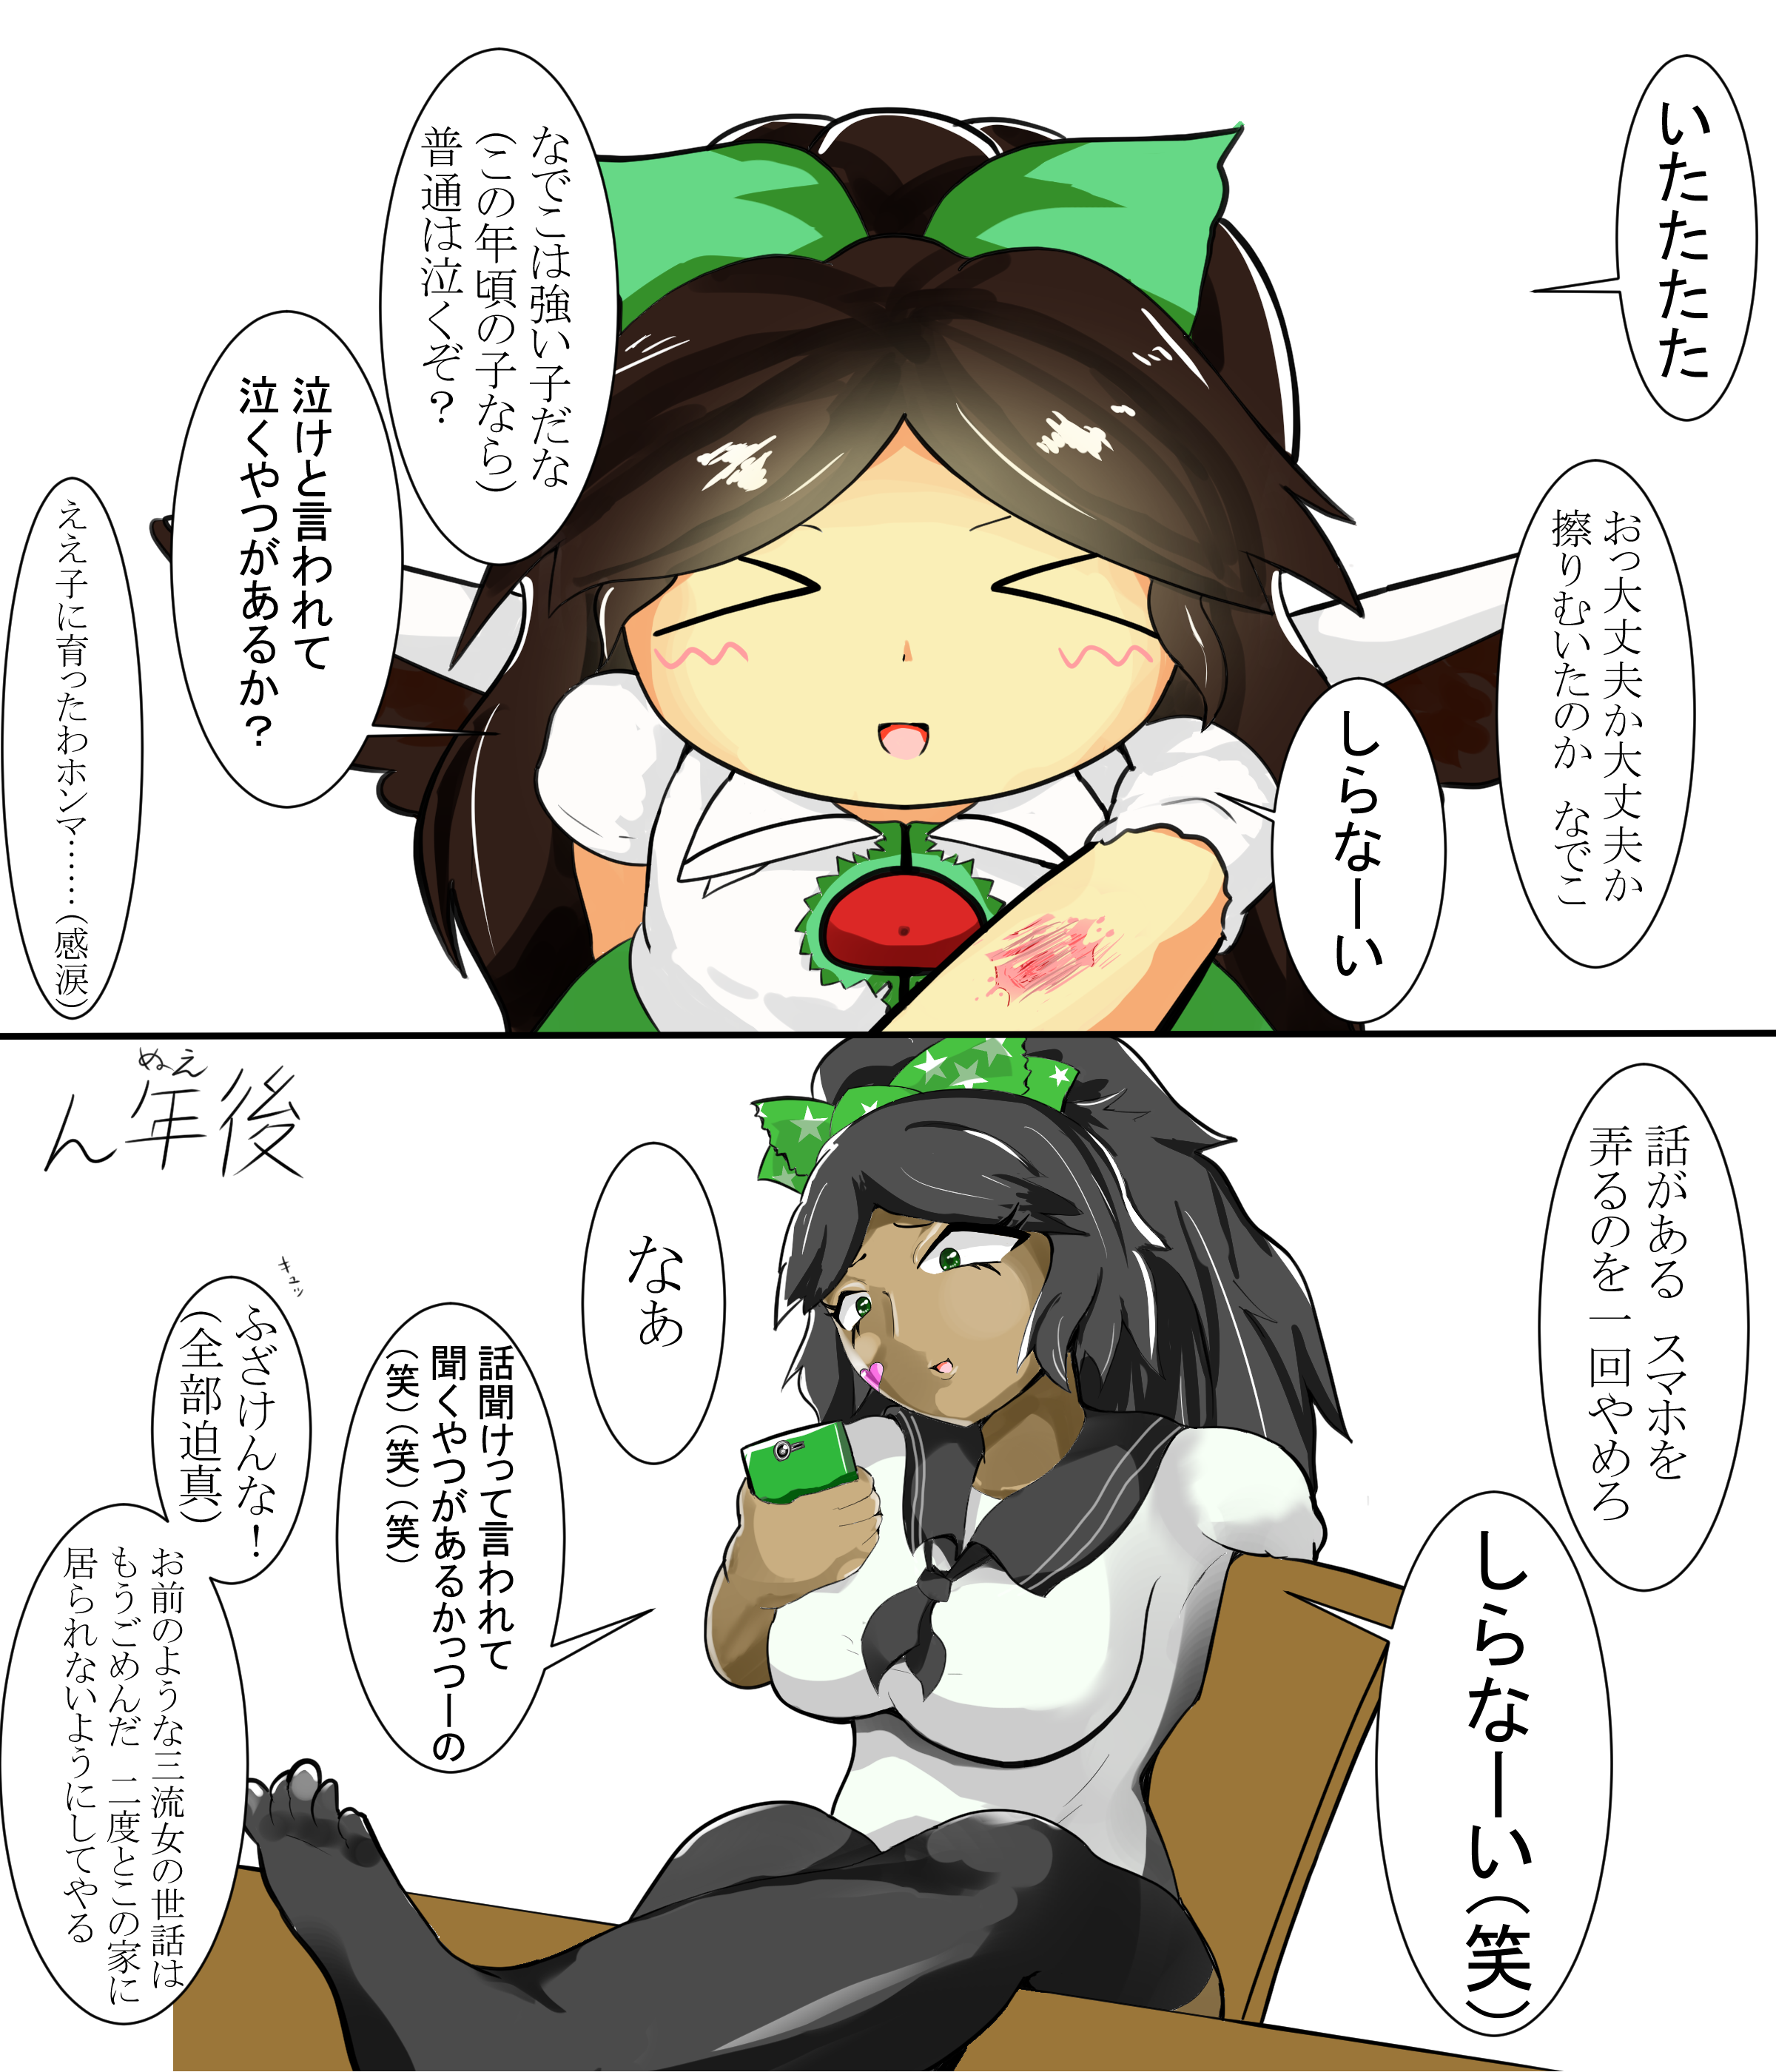 いたたたた
おっ大丈夫か大丈夫か
擦りむいたのか　なでこ
しらなーい
なでこは強い子だな
(この年頃の子なら)
普通は泣くぞ？
泣けと言われて
泣くやつがあるか？
ええ子に育ったわホンマ……(感涙)
ぬえ
ん年後
話がある　スマホを
弄るのを一回やめろ
しらなーい(笑)
なぁ
話聞けって言われて
聞くやつがあるかっつーの
(笑)(笑)(笑)
キュッ
ふざけんな！
(全部迫真)
お前のような三流女の世話は
もうごめんだ　二度とこの家に
居られないようにしてやる